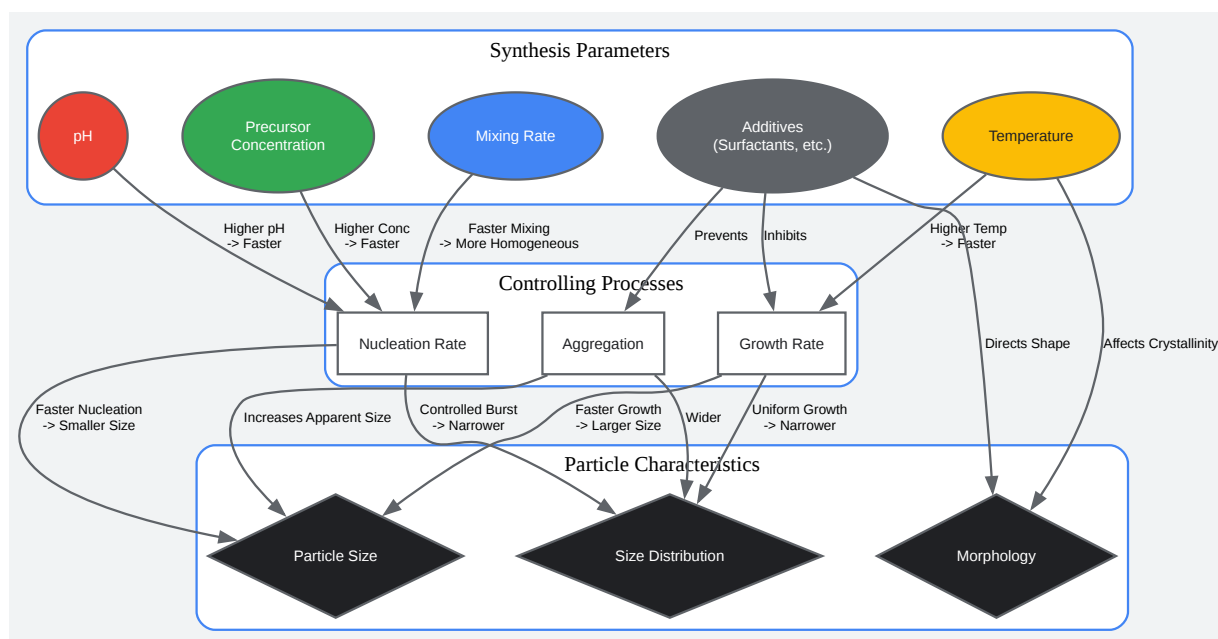 Synthesis Parameters
pH
Precursor
Concentration
Mixing Rate
Additives
(Surfactants, etc.)
Temperature
Higher pH
-> Faster
Higher Conc
-> Faster
Faster Mixing
-> More Homogeneous
Prevents
Inhibits
Higher Temp
-> Faster
Controlling Processes
Nucleation Rate
Aggregation
Growth Rate
Directs Shape
Affects Crystallinity
Faster Nucleation
-> Smaller Size
Increases Apparent Size
Controlled Burst
-> Narrower
Faster Growth
-> Larger Size
Wider
Uniform Growth
-> Narrower
Particle Characteristics
Particle Size
Size Distribution
Morphology